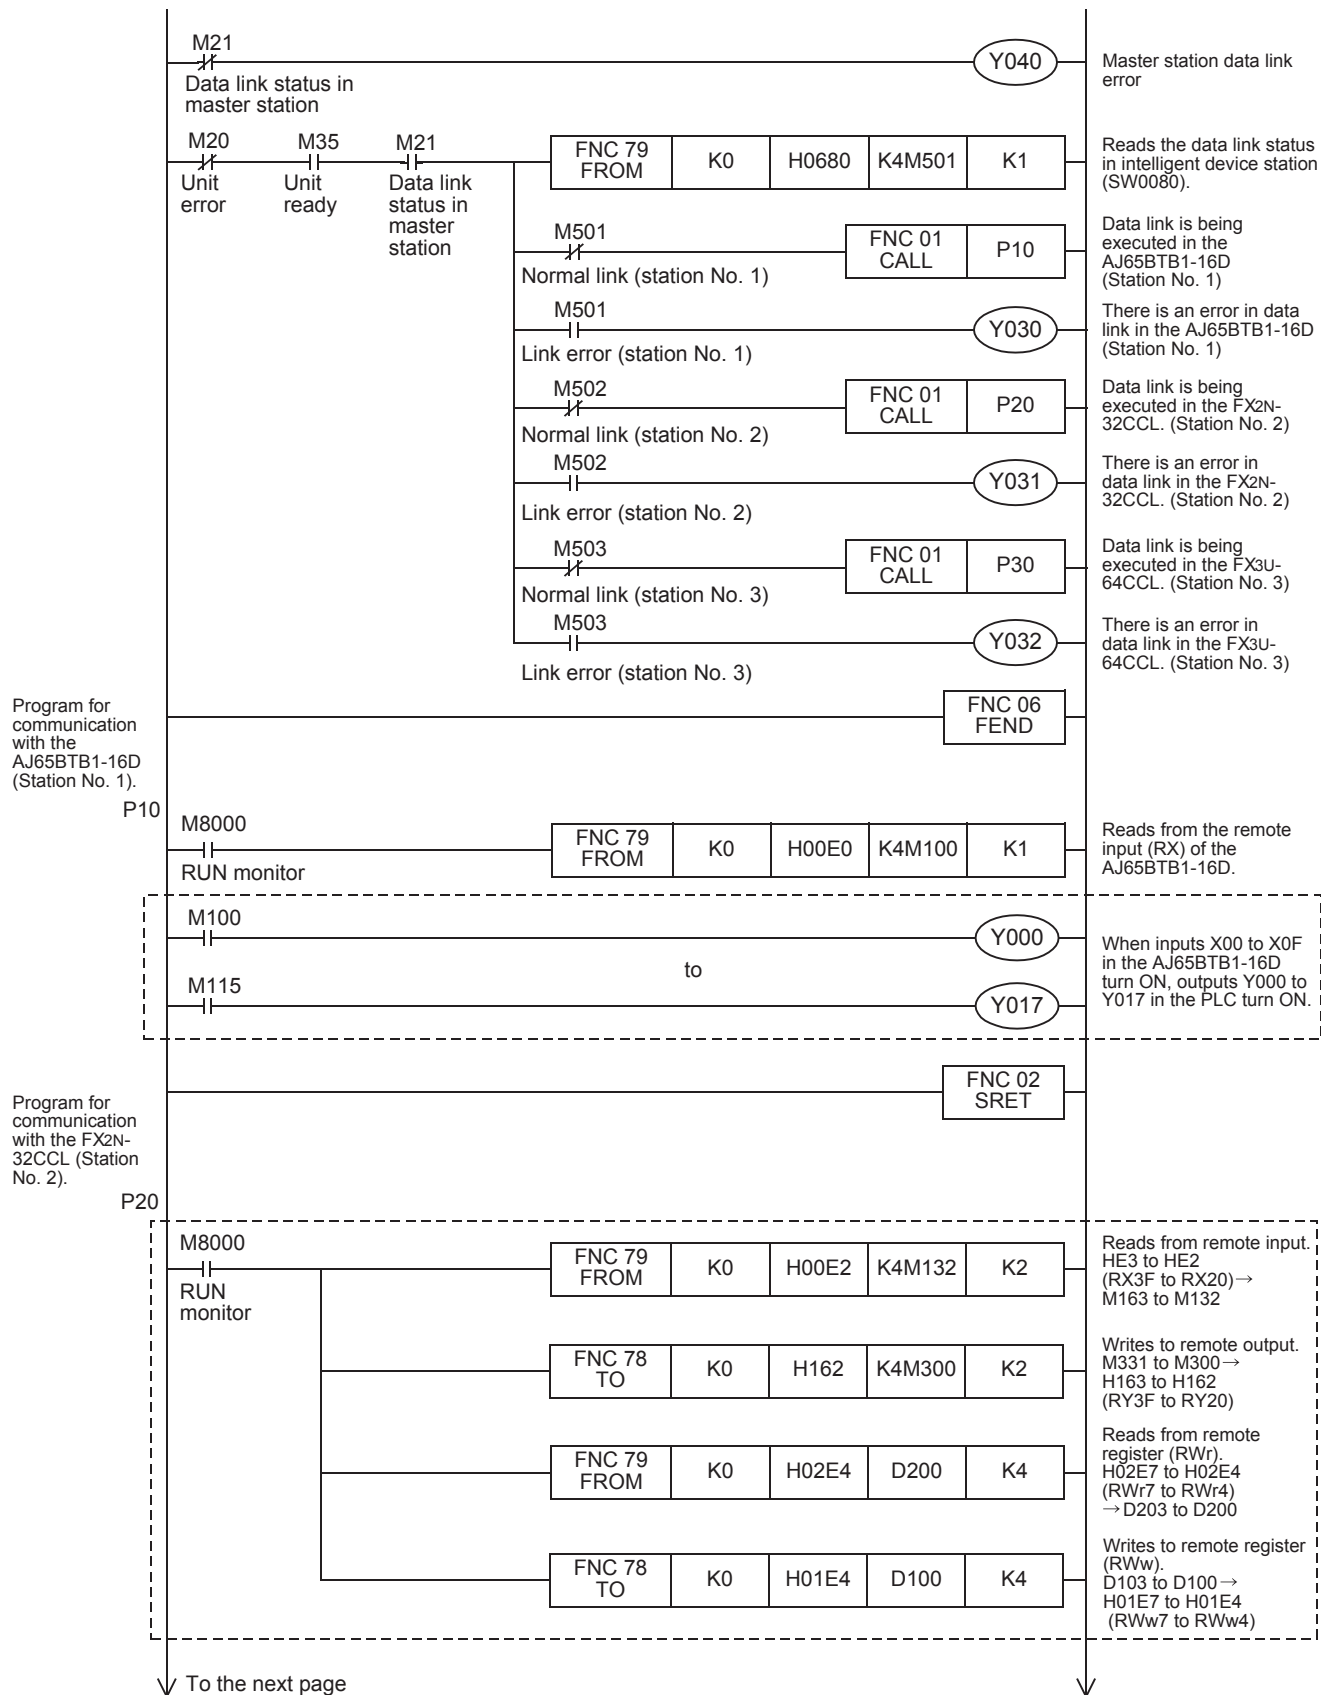 M21
Data link status in
master station
Y040
Master station data link
error
M20
Unit
error
M35
Unit
ready
M21
Data link
status in
master
station
FNC 79
FROM
K0
H0680
K4M501
K1
Reads the data link status
in intelligent device station
(SW0080).
M501
Normal link (station No. 1)
FNC 01
CALL
P10
Data link is being
executed in the
AJ65BTB1-16D
(Station No. 1)
M501
Link error (station No. 1)
Y030
There is an error in data
link in the AJ65BTB1-16D
(Station No. 1)
M502
Normal link (station No. 2)
FNC 01
CALL
P20
Data link is being
executed in the FX2N-
32CCL. (Station No. 2)
M502
Link error (station No. 2)
Y031
There is an error in
data link in the FX2N-
32CCL. (Station No. 2)
M503
Normal link (station No. 3)
FNC 01
CALL
P30
Data link is being
executed in the FX3U-
64CCL. (Station No. 3)
M503
Link error (station No. 3)
Y032
There is an error in
data link in the FX3U-
64CCL. (Station No. 3)
Program for
communication
with the
AJ65BTB1-16D
(Station No. 1).
FNC 06
FEND
P10
M8000
RUN monitor
FNC 79
FROM
K0
H00E0
K4M100
K1
Reads from the remote
input (RX) of the
AJ65BTB1-16D.
M100
Y000
to
M115
Y017
When inputs X00 to X0F
in the AJ65BTB1-16D
turn ON, outputs Y000 to
Y017 in the PLC turn ON.
FNC 02
SRET
Program for
communication
with the FX2N-
32CCL (Station
No. 2).
P20
M8000
RUN
monitor
FNC 79
FROM
K0
H00E2
K4M132
K2
Reads from remote input.
HE3 to HE2
(RX3F to RX20)→
M163 to M132
FNC 78
TO
K0
H162
K4M300
K2
Writes to remote output.
M331 to M300→
H163 to H162
(RY3F to RY20)
FNC 79
FROM
K0
H02E4
D200
K4
Reads from remote
register (RWr).
H02E7 to H02E4
(RWr7 to RWr4)
→D203 to D200
FNC 78
TO
K0
H01E4
D100
K4
Writes to remote register
(RWw).
D103 to D100→
H01E7 to H01E4
(RWw7 to RWw4)
To the next page